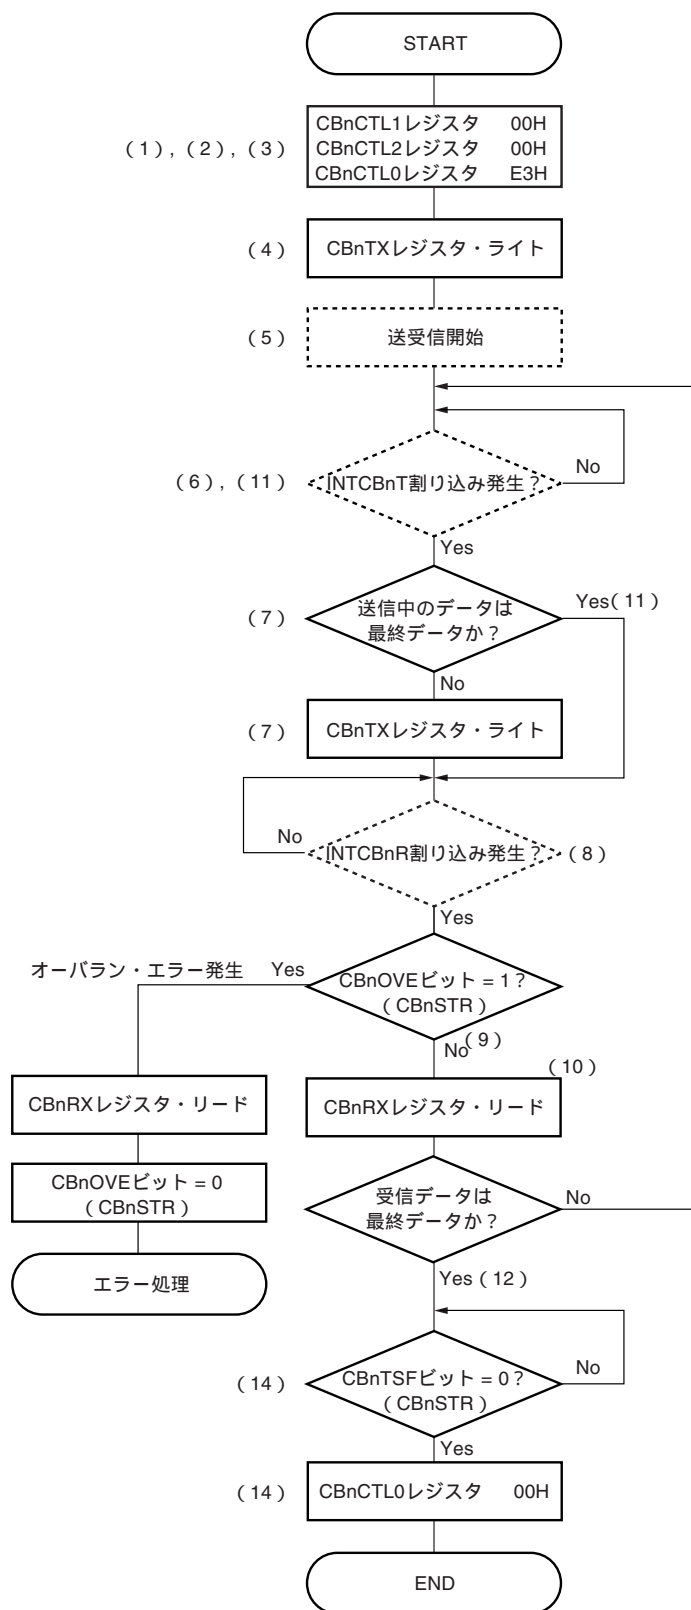 START
CBnCTL1レジスタ 00H
(1),(2),(3) CBnCTL2レジスタ 00H
CBnCTL0レジスタ E3H
(4) CBnTXレジスタ・ライト
(5) 送受信開始
(6),(11) INTCBnT割り込み発生? No
Yes
(7) 送信中のデータは
最終データか?
Yes(11)
No
(7) CBnTXレジスタ・ライト
No
INTCBnR割り込み発生? (8)
Yes
オーバラン・エラー発生 Yes
CBnOVEビット = 1?
(CBnSTR)
No (9)
(10)
CBnRXレジスタ・リード
CBnRXレジスタ・リード
CBnOVEビット = 0
(CBnSTR)
エラー処理
受信データは
最終データか?
No
Yes(12)
(14) CBnTSFビット = 0?
(CBnSTR)
No
Yes
(14) CBnCTL0レジスタ 00H
END